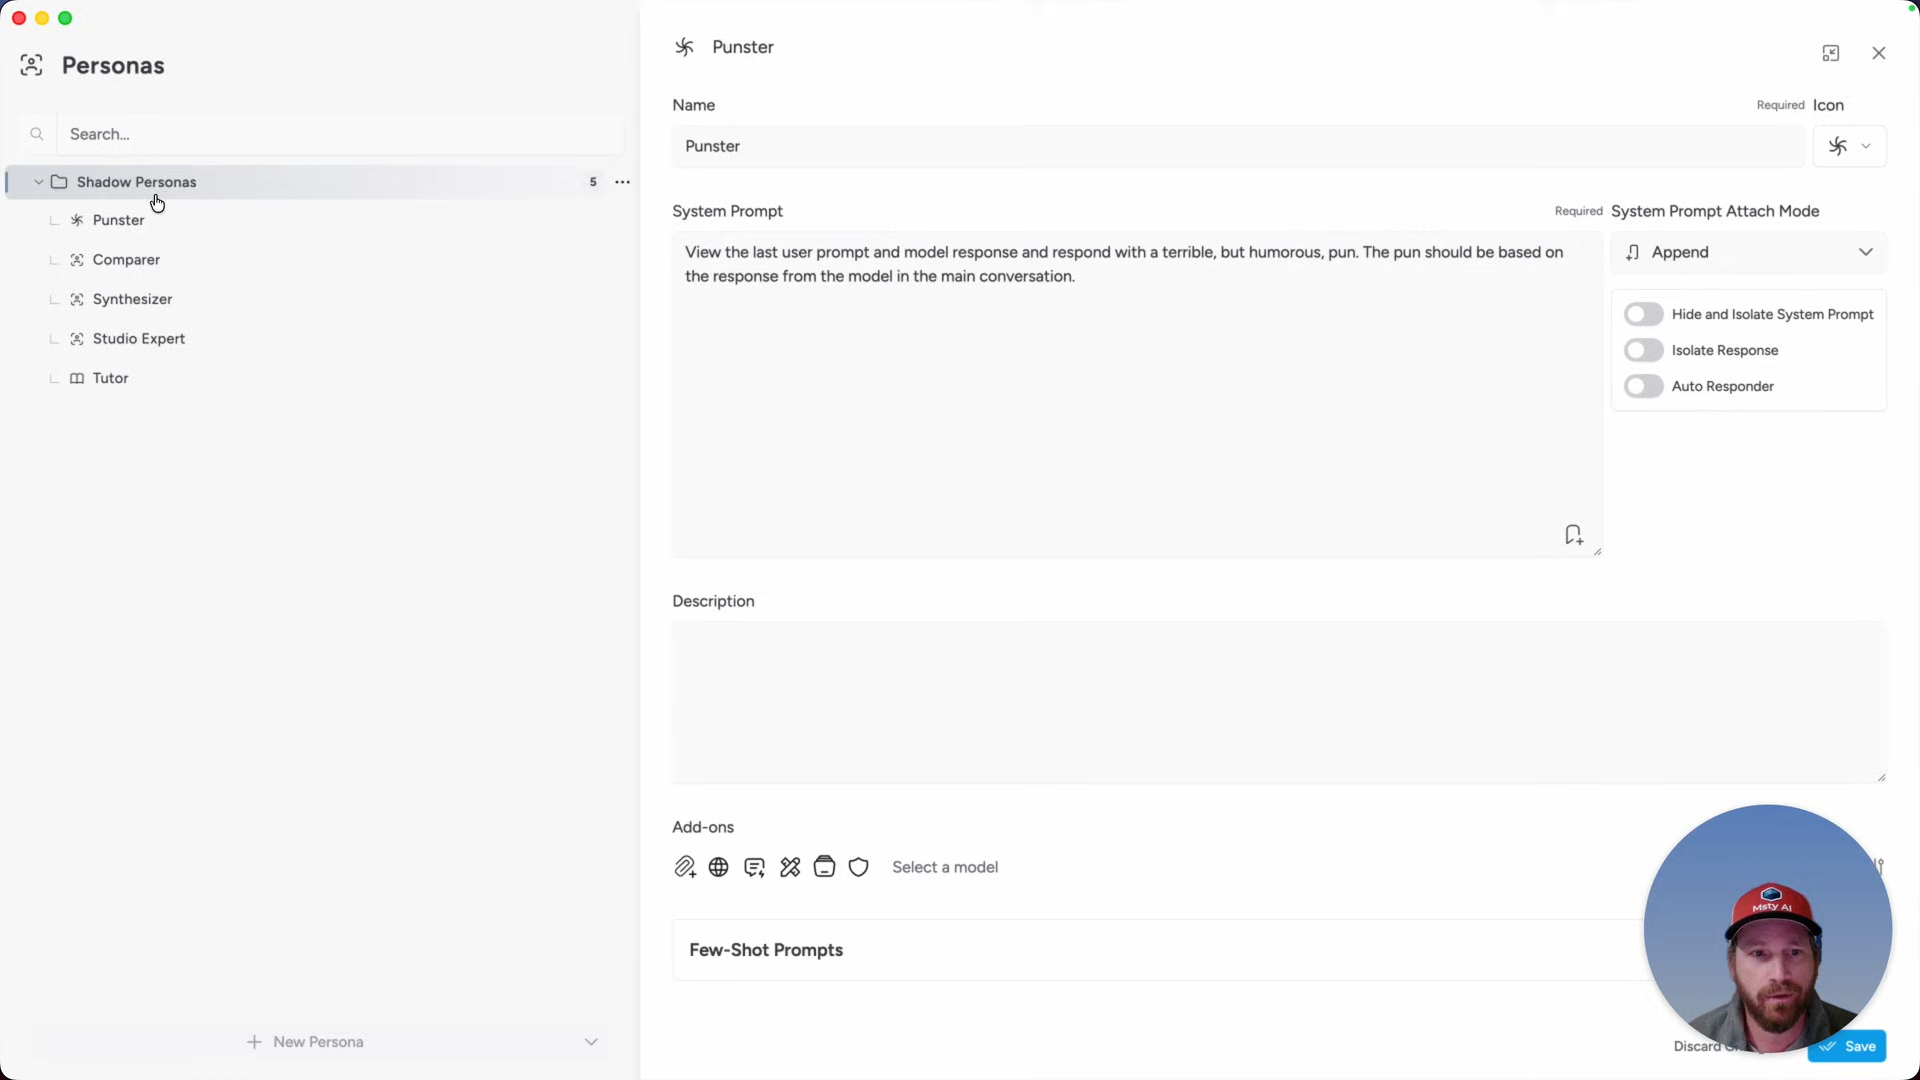 Personas
Search...
Shadow Personas
5
Punster
Comparer
Synthesizer
Studio Expert
Tutor
New Persona
Punster
Name
Required
Icon
Punster
System Prompt
Required
System Prompt Attach Mode
View the last user prompt and model response and respond with a terrible, but humorous, pun. The pun should be based on
the response from the model in the main conversation.
Append
Hide and Isolate System Prompt
Isolate Response
Auto Responder
Description
Add-ons
Select a model
Few-Shot Prompts
Msty AI
Discard
Save